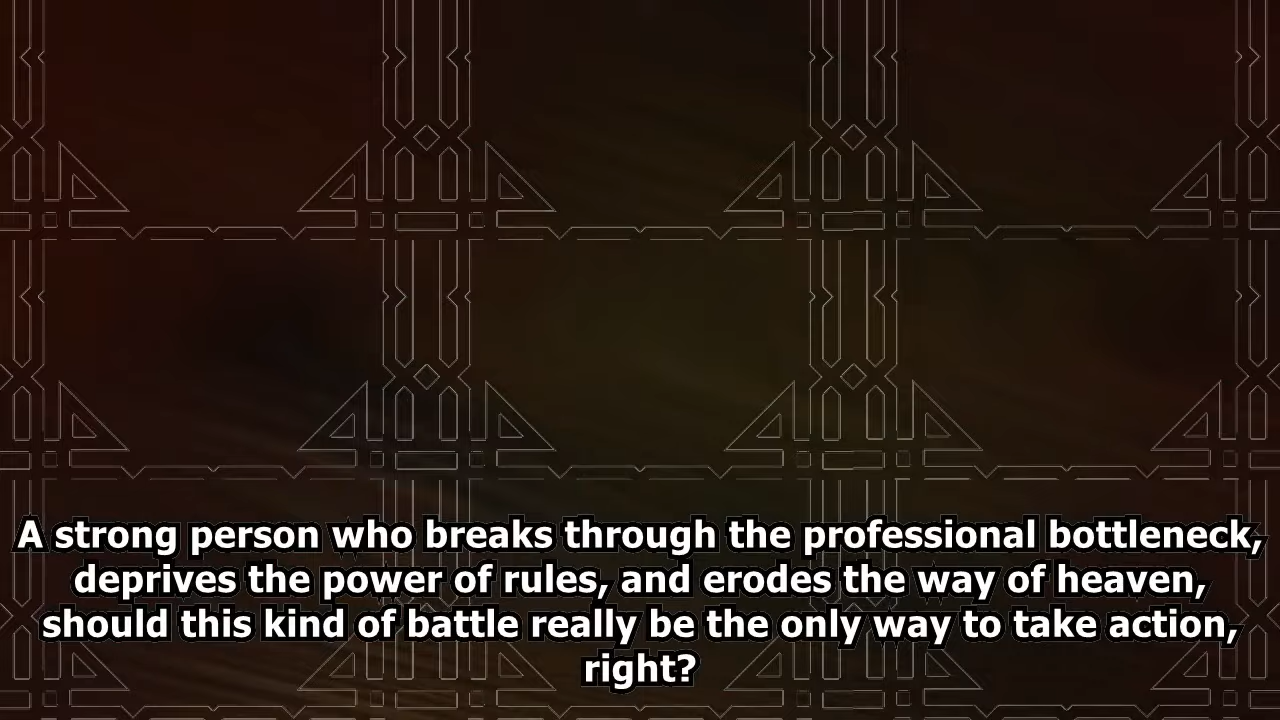 A strong person who breaks through the professional bottleneck,
deprives the power of rules, and erodes the way of heaven,
should this kind of battle really be the only way to take action,
right?